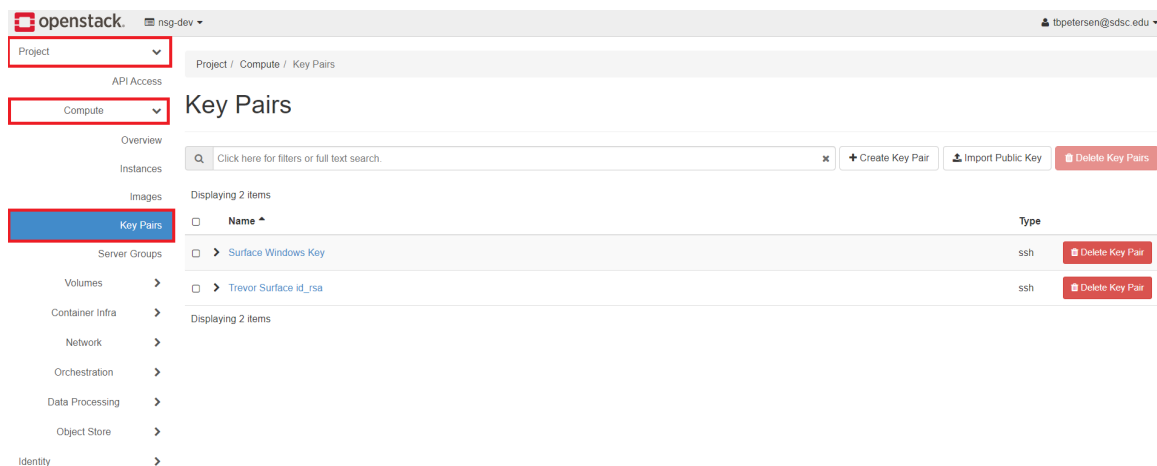 openstack. nsg-dev
tbpetersen@sdsc.edu
Project
API Access
Compute
Overview
Instances
Images
Key Pairs
Server Groups
Volumes
Container Infra
Network
Orchestration
Data Processing
Object Store
Identity
Project / Compute / Key Pairs
Key Pairs
Click here for filters or full text search.
Create Key Pair
Import Public Key
Delete Key Pairs
Displaying 2 items
Name Type
Surface Windows Key ssh Delete Key Pair
Trevor Surface id_rsa ssh Delete Key Pair
Displaying 2 items